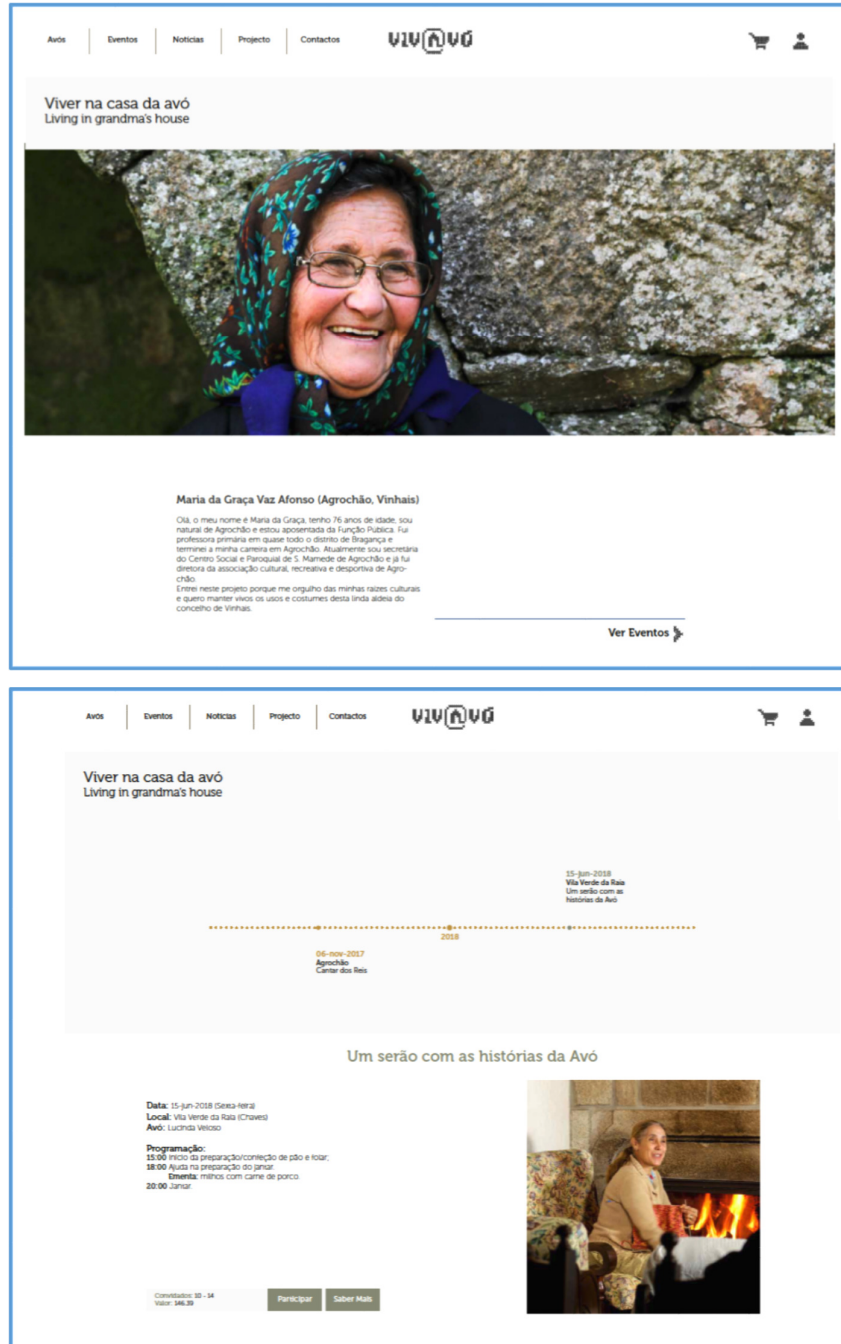 Avós Eventos Notícias Projecto Contactos VIV@VÓ
Viver na casa da avó
Living in grandma's house
Maria da Graça Vaz Afonso (Agrochão, Vinhais)
Olá, o meu nome é Maria da Graça, tenho 76 anos de idade, sou
natural de Agrochão e estou aposentada da Função Pública. Fui
professora primária em quase todo o distrito de Bragança e
terminei a minha carreira em Agrochão. Atualmente sou secretária
do Centro Social e Paroquial de S. Mamede de Agrochão e já fui
diretora da associação cultural, recreativa e desportiva de Agro-
chão.
Entrei neste projeto porque me orgulho das minhas raízes culturais
e quero manter vivos os usos e costumes desta linda aldeia do
concelho de Vinhais.
Ver Eventos
Avós Eventos Notícias Projecto Contactos VIV@VÓ
Viver na casa da avó
Living in grandma's house
15-jun-2018
Vila Verde da Raia
Um serão com as
histórias da Avó
2018
06-nov-2017
Agrochão
Cantar dos Reis
Um serão com as histórias da Avó
Data: 15-jun-2018 (Sexta-feira)
Local: Vila Verde da Raia (Chaves)
Avó: Lucinda Veloso
Programação:
15:00 Início da preparação/confeção de pão e folar;
18:00 Ajuda na preparação do jantar.
Ementa: milhos com carne de porco.
20:00 Jantar.
Convidados: 10 - 14
Valor: 146.39
Participar Saber Mais